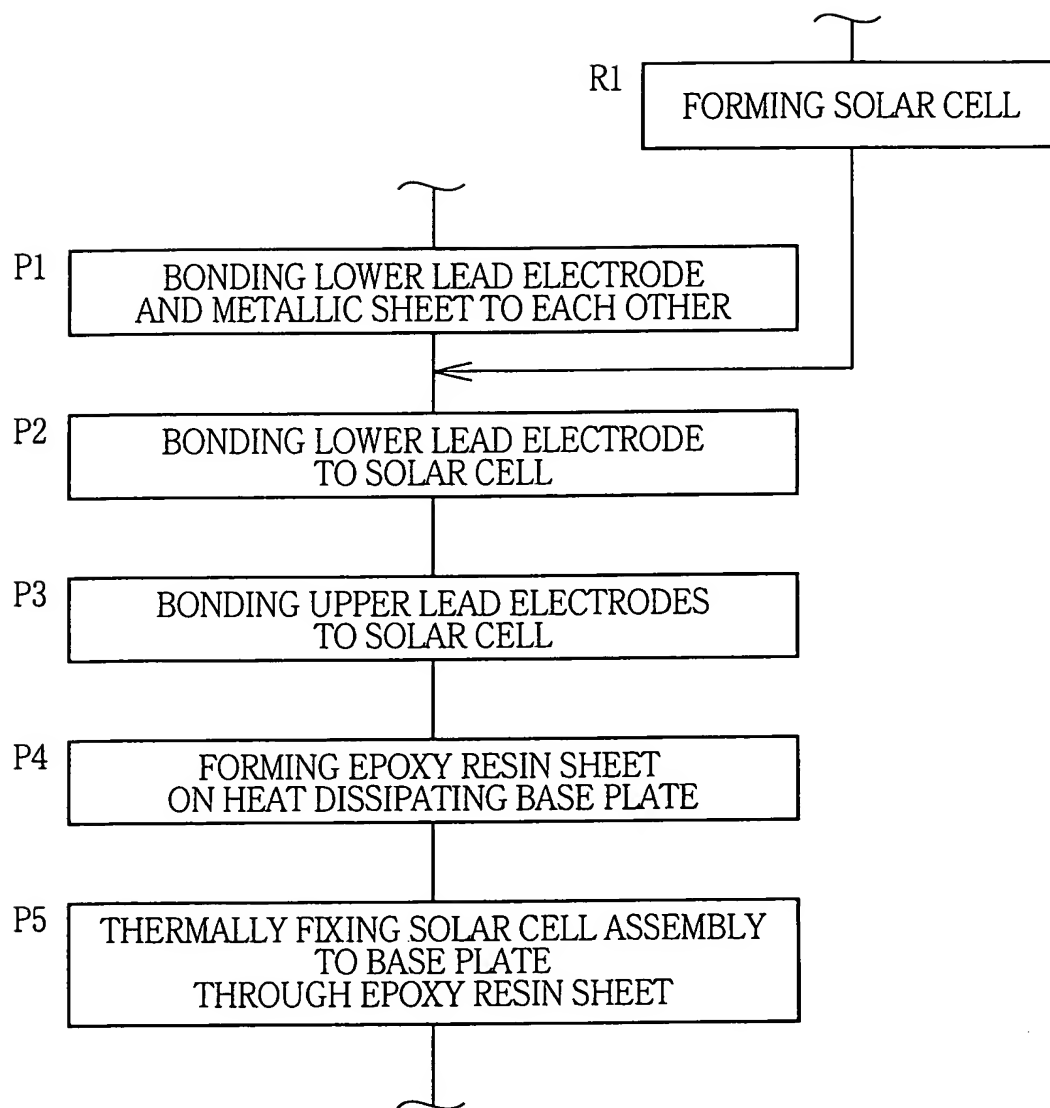 R1
FORMING SOLAR CELL
P1
BONDING LOWER LEAD ELECTRODE
AND METALLIC SHEET TO EACH OTHER
P2
BONDING LOWER LEAD ELECTRODE
TO SOLAR CELL
P3
BONDING UPPER LEAD ELECTRODES
TO SOLAR CELL
P4
FORMING EPOXY RESIN SHEET
ON HEAT DISSIPATING BASE PLATE
P5
THERMALLY FIXING SOLAR CELL ASSEMBLY
TO BASE PLATE
THROUGH EPOXY RESIN SHEET